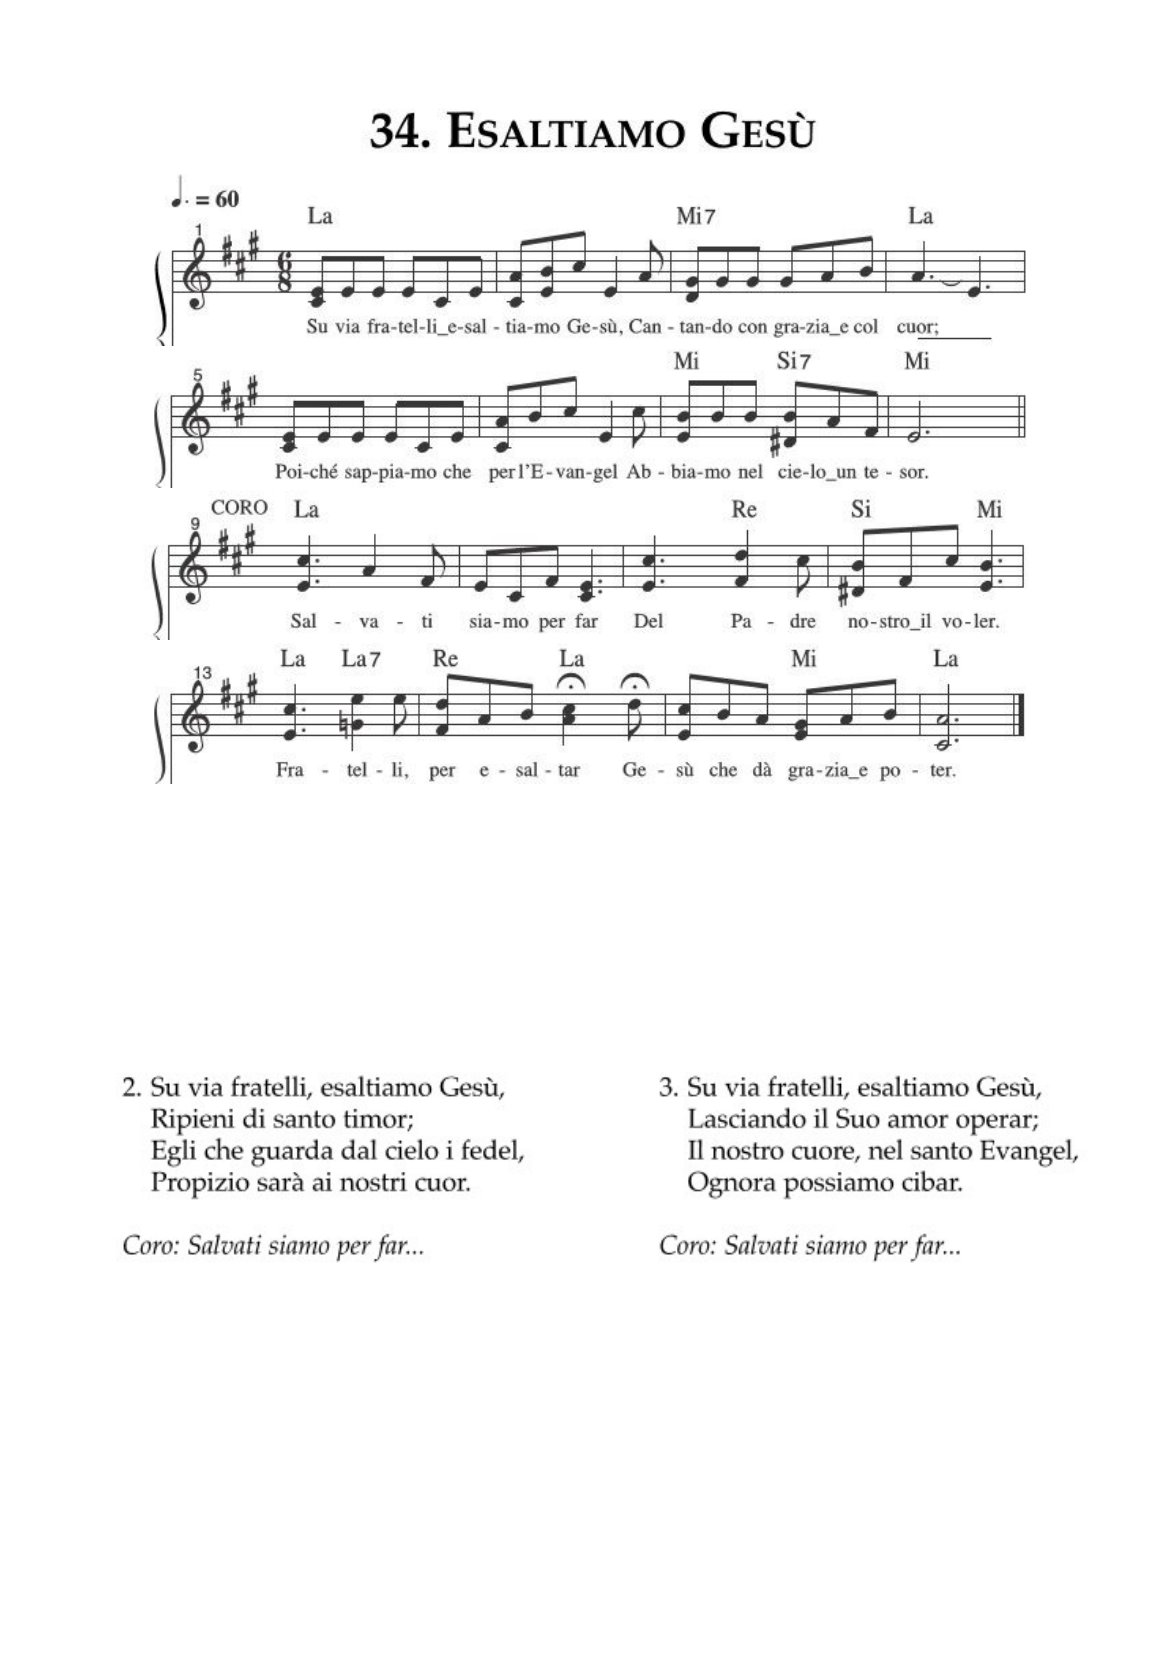 34. Esaltiamo Gesù
♩. = 60
La Mi7 La
1
6
8
Su via fra-tel-li_e-sal - tia-mo Ge-sù, Can - tan-do con gra-zia_e col cuor;
Mi Si7 Mi
5
Poi-ché sap-pia-mo che per l'E-van-gel Ab - bia-mo nel cie-lo_un te - sor.
CORO La Re Si Mi
9
Sal - va - ti sia-mo per far Del Pa - dre no-stro_il vo-ler.
La La7 Re La Mi La
13
Fra - tel - li, per e - sal - tar Ge - sù che dà gra-zia_e po - ter.
2. Su via fratelli, esaltiamo Gesù,
Ripieni di santo timor;
Egli che guarda dal cielo i fedel,
Propizio sarà ai nostri cuor.
Coro: Salvati siamo per far...
3. Su via fratelli, esaltiamo Gesù,
Lasciando il Suo amor operar;
Il nostro cuore, nel santo Evangel,
Ognora possiamo cibar.
Coro: Salvati siamo per far...